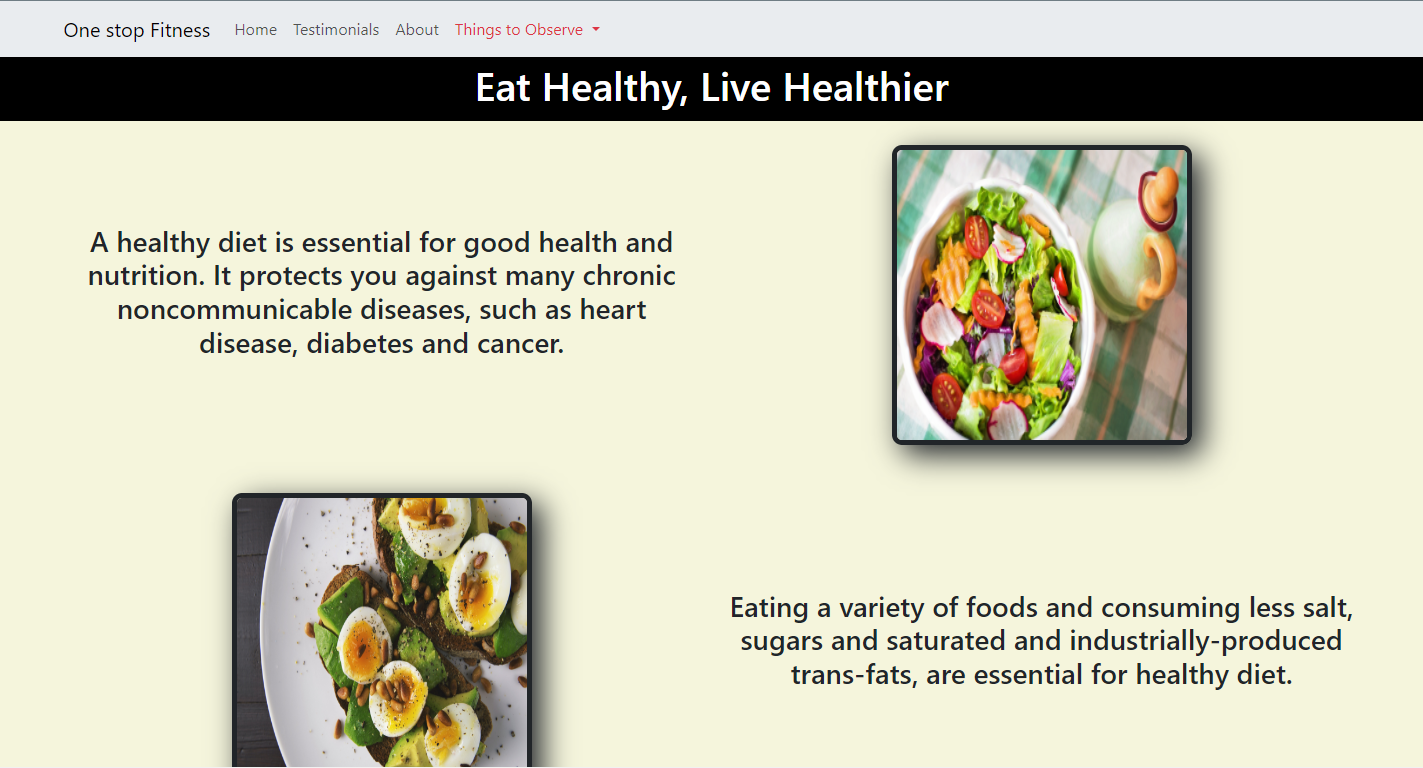 One stop Fitness Home Testimonials About Things to Observe
Eat Healthy, Live Healthier
A healthy diet is essential for good health and
nutrition. It protects you against many chronic
noncommunicable diseases, such as heart
disease, diabetes and cancer.
Eating a variety of foods and consuming less salt,
sugars and saturated and industrially-produced
trans-fats, are essential for healthy diet.